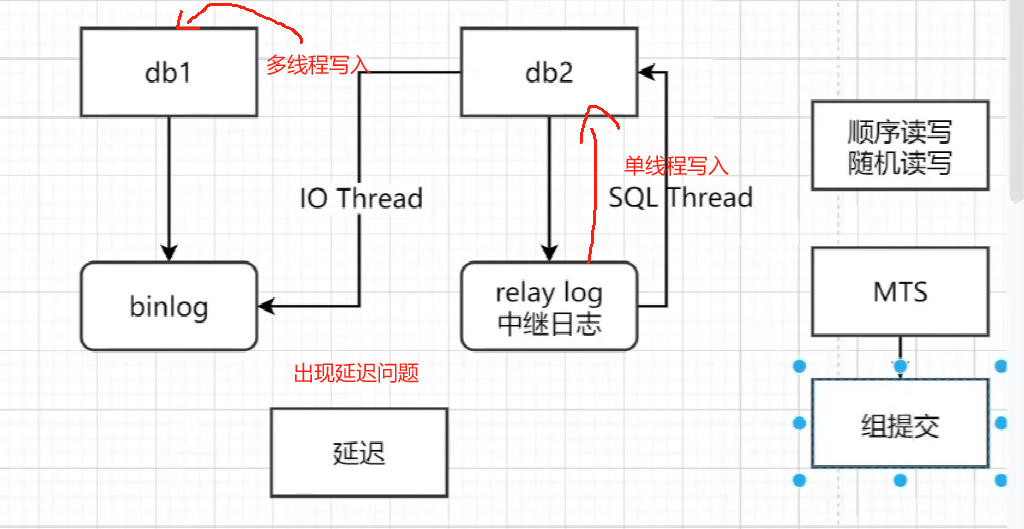 db1
多线程写入
db2
顺序读写
随机读写
单线程写入
IO Thread
SQL Thread
binlog
relay log
中继日志
MTS
出现延迟问题
延迟
组提交